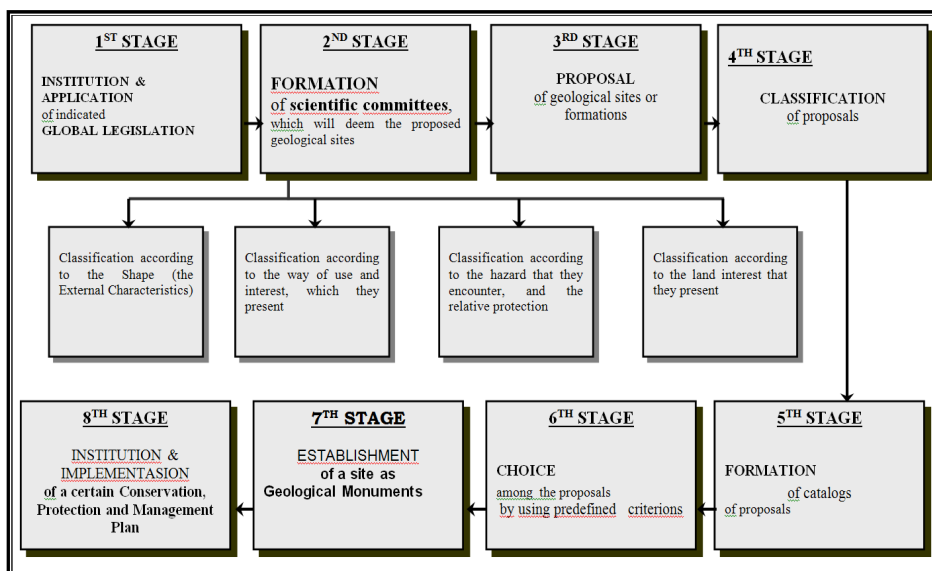 1ST STAGE
INSTITUTION &
APPLICATION
of indicated
GLOBAL LEGISLATION
2ND STAGE
FORMATION
of scientific committees,
which will deem the proposed
geological sites
3RD STAGE
PROPOSAL
of geological sites or
formations
4TH STAGE
CLASSIFICATION
of proposals
Classification according
to the Shape (the
External Characteristics)
Classification according
to the way of use and
interest, which they
present
Classification according
to the hazard that they
encounter, and the
relative protection
Classification according
to the land interest that
they present
8TH STAGE
INSTITUTION &
IMPLEMENTASION
of a certain Conservation,
Protection and Management
Plan
7TH STAGE
ESTABLISHMENT
of a site as
Geological Monuments
6TH STAGE
CHOICE
among the proposals
by using predefined criterions
5TH STAGE
FORMATION
of catalogs
of proposals